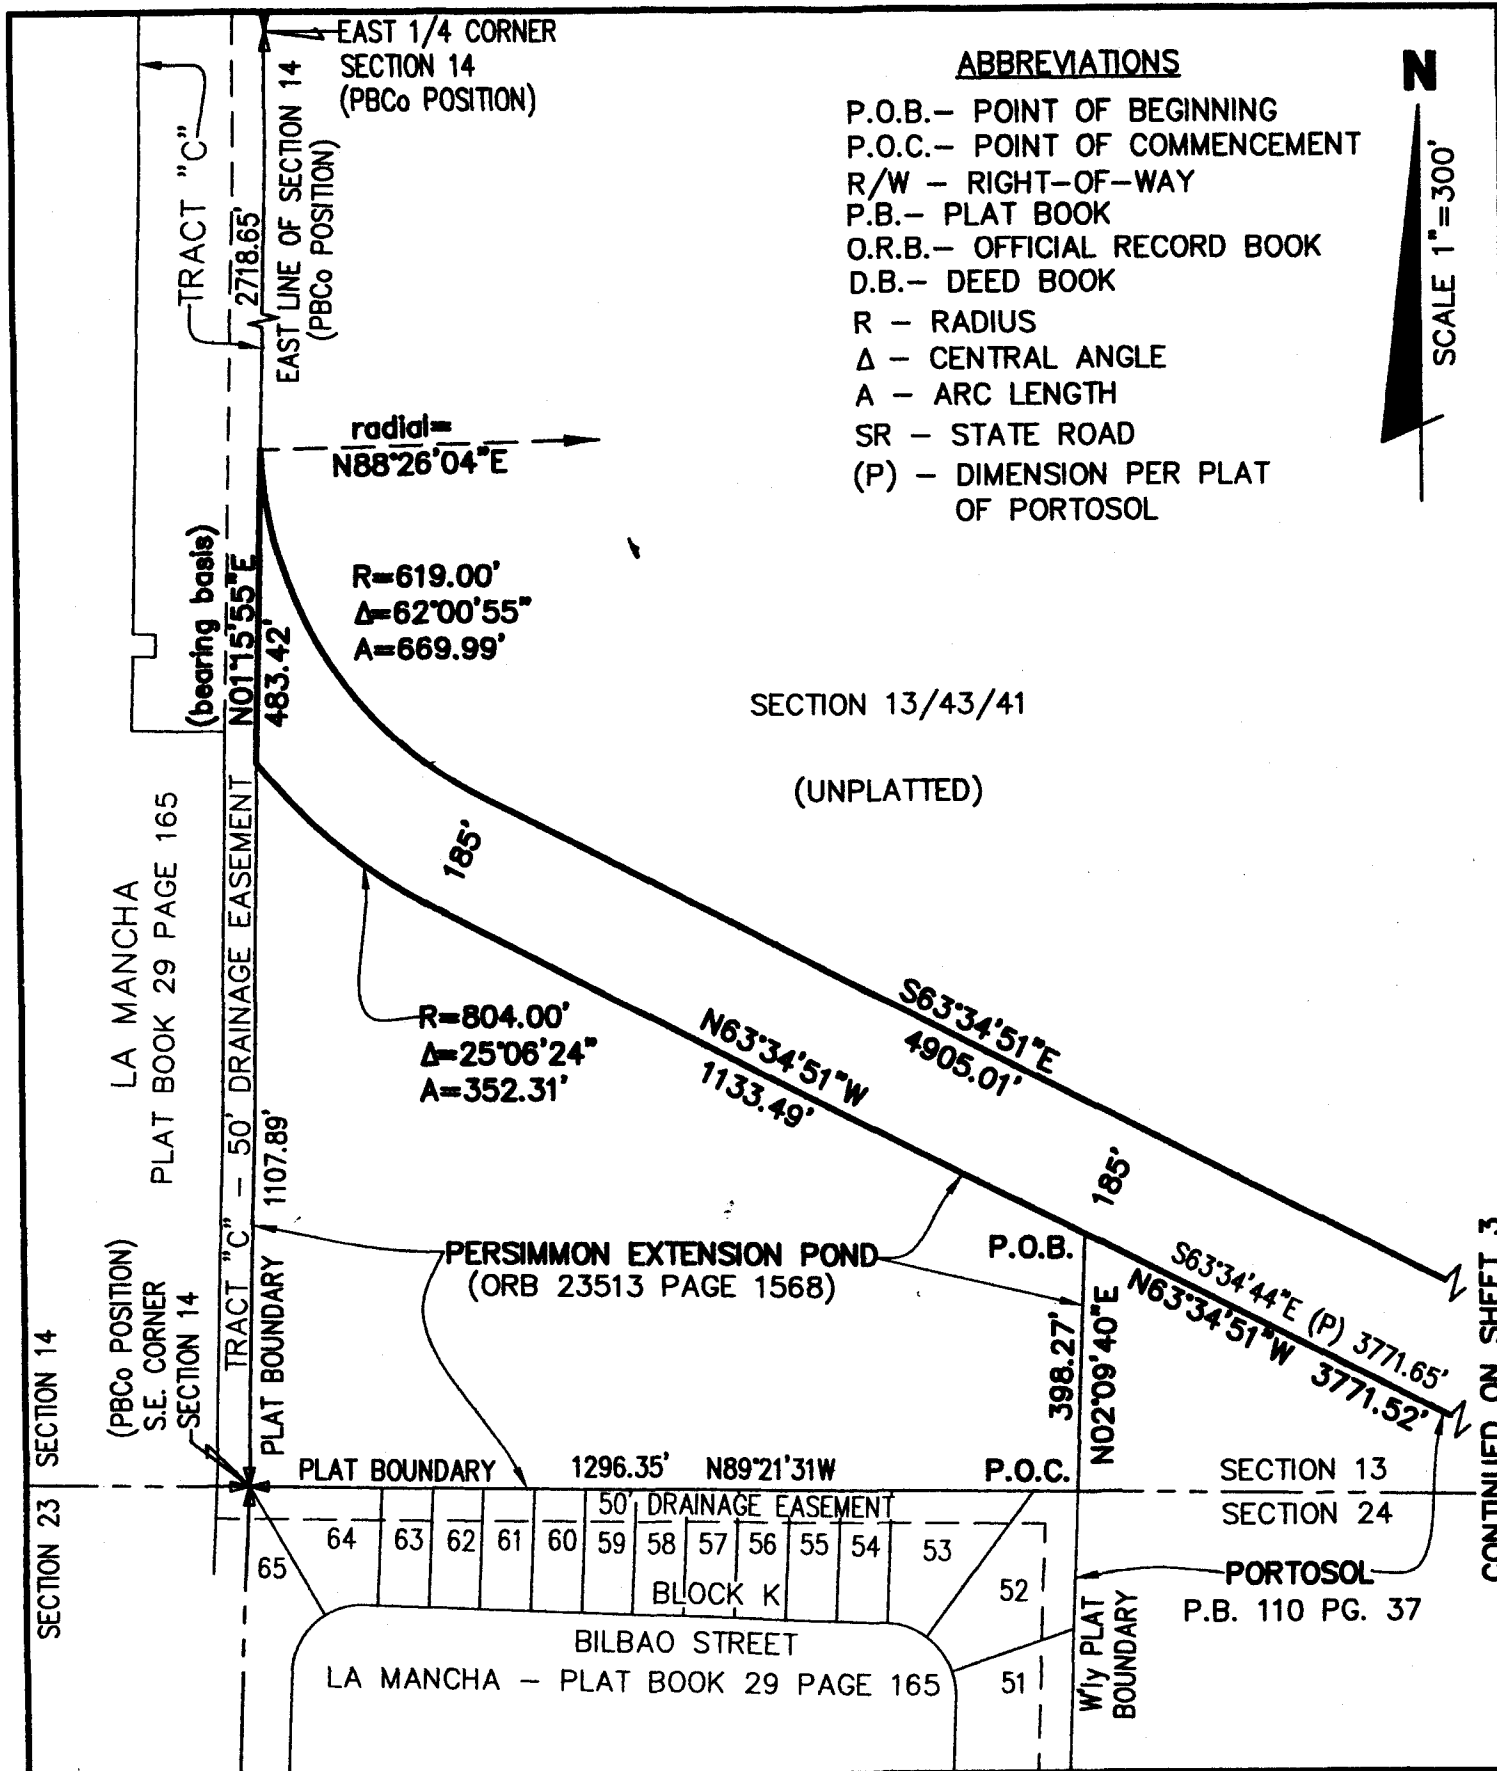 EAST 1/4 CORNER
SECTION 14
(PBCo POSITION)
TRACT "C"
2718.65'
EAST LINE OF SECTION 14
(PBCo POSITION)
ABBREVIATIONS
P.O.B.– POINT OF BEGINNING
P.O.C.– POINT OF COMMENCEMENT
R/W – RIGHT–OF–WAY
P.B.– PLAT BOOK
O.R.B.– OFFICIAL RECORD BOOK
D.B.– DEED BOOK
R – RADIUS
Δ – CENTRAL ANGLE
A – ARC LENGTH
SR – STATE ROAD
(P) – DIMENSION PER PLAT
OF PORTOSOL
N
SCALE 1"=300'
radial=
N88°26'04"E
(bearing basis)
N01°15'55"E
483.42'
R=619.00'
Δ=62°00'55"
A=669.99'
SECTION 13/43/41
(UNPLATTED)
185'
LA MANCHA
PLAT BOOK 29 PAGE 165
TRACT "C" – 50' DRAINAGE EASEMENT
R=804.00'
Δ=25°06'24"
A=352.31'
S63°34'51"E
4905.01'
N63°34'51"W
1133.49'
1107.89'
185'
PLAT BOUNDARY
PERSIMMON EXTENSION POND
(ORB 23513 PAGE 1568)
P.O.B.
S63°34'44"E (P) 3771.65'
N63°34'51"W 3771.52'
398.27'
N02°09'40"E
CONTINUED ON SHEET 3
(PBCo POSITION)
S.E. CORNER
SECTION 14
SECTION 14
SECTION 23
PLAT BOUNDARY
1296.35' N89°21'31W
P.O.C.
SECTION 13
SECTION 24
50' DRAINAGE EASEMENT
65
64
63
62
61
60
59
58
57
56
55
54
53
52
51
BLOCK K
BILBAO STREET
LA MANCHA – PLAT BOOK 29 PAGE 165
W'ly PLAT
BOUNDARY
PORTOSOL
P.B. 110 PG. 37